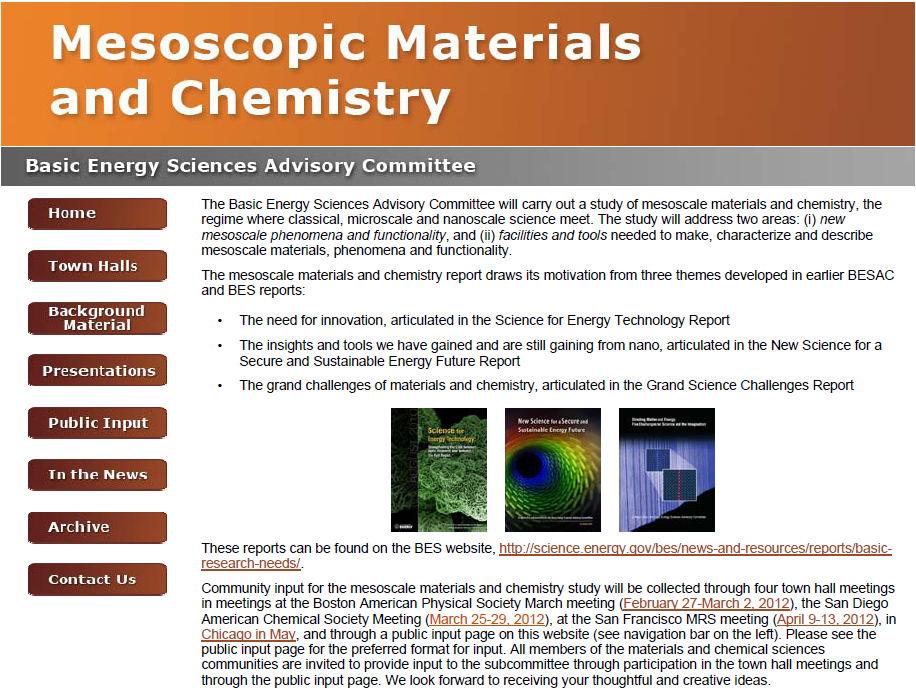 Mesoscopic Materials
and Chemistry
Basic Energy Sciences Advisory Committee
Home
Town Halls
Background
Material
Presentations
Public Input
In the News
Archive
Contact Us
The Basic Energy Sciences Advisory Committee will carry out a study of mesoscale materials and chemistry, the
regime where classical, microscale and nanoscale science meet. The study will address two areas: (i) new
mesoscale phenomena and functionality, and (ii) facilities and tools needed to make, characterize and describe
mesoscale materials, phenomena and functionality.
The mesoscale materials and chemistry report draws its motivation from three themes developed in earlier BESAC
and BES reports:
• The need for innovation, articulated in the Science for Energy Technology Report
• The insights and tools we have gained and are still gaining from nano, articulated in the New Science for a
Secure and Sustainable Energy Future Report
• The grand challenges of materials and chemistry, articulated in the Grand Science Challenges Report
Science for
Energy Technology:
New Science for a Secure and
Sustainable Energy Future
Directing Matter and Energy:
Five Challenges for Science and the Imagination
These reports can be found on the BES website, http://science.energy.gov/bes/news-and-resources/reports/basic-
research-needs/.
Community input for the mesoscale materials and chemistry study will be collected through four town hall meetings
in meetings at the Boston American Physical Society March meeting (February 27-March 2, 2012), the San Diego
American Chemical Society Meeting (March 25-29, 2012), at the San Francisco MRS meeting (April 9-13, 2012), in
Chicago in May, and through a public input page on this website (see navigation bar on the left). Please see the
public input page for the preferred format for input. All members of the materials and chemical sciences
communities are invited to provide input to the subcommittee through participation in the town hall meetings and
through the public input page. We look forward to receiving your thoughtful and creative ideas.